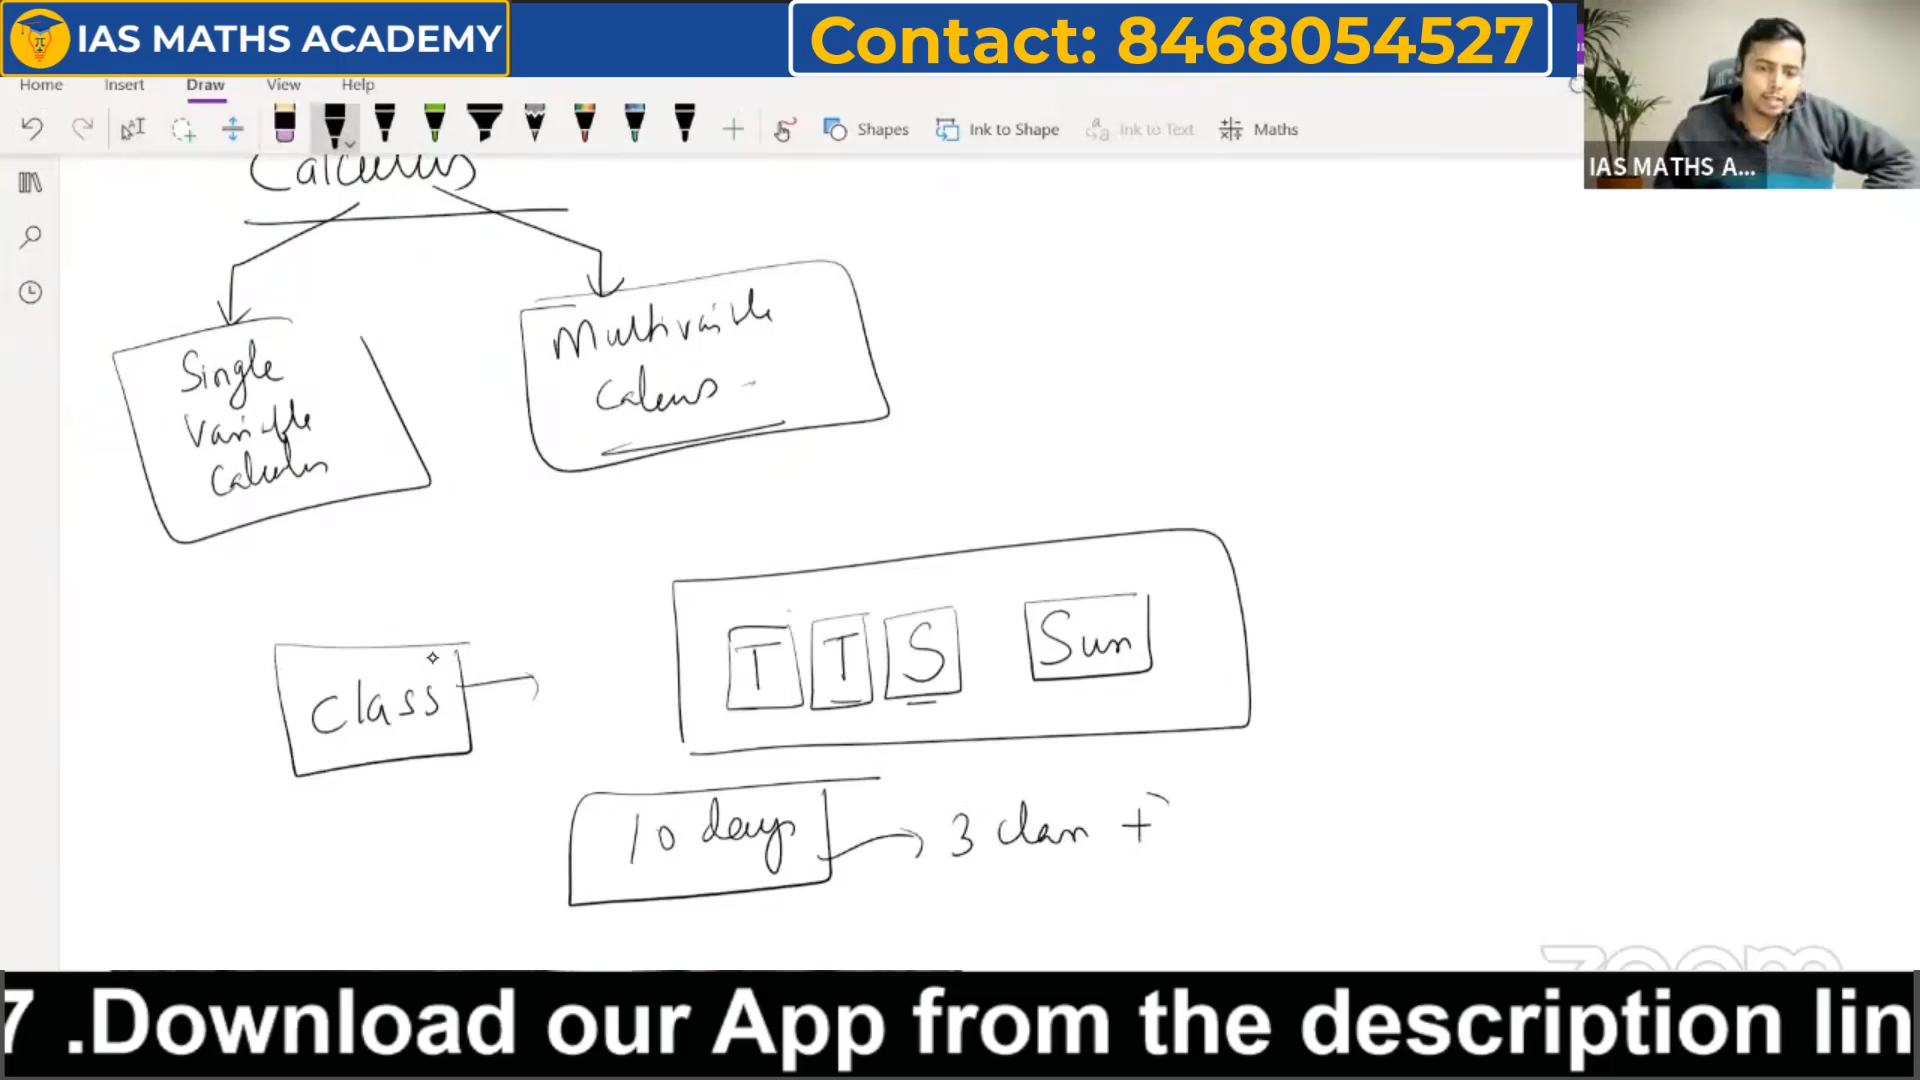 IAS MATHS ACADEMY
Contact: 8468054527
Home Insert Draw View Help
Shapes Ink to Shape Ink to Text Maths
IAS MATHS A...
Calculus
Single
Variable
Calculus
Multivariable
Calculus
T T S Sun
Class
10 days → 3 class +
zoom
7 .Download our App from the description lin